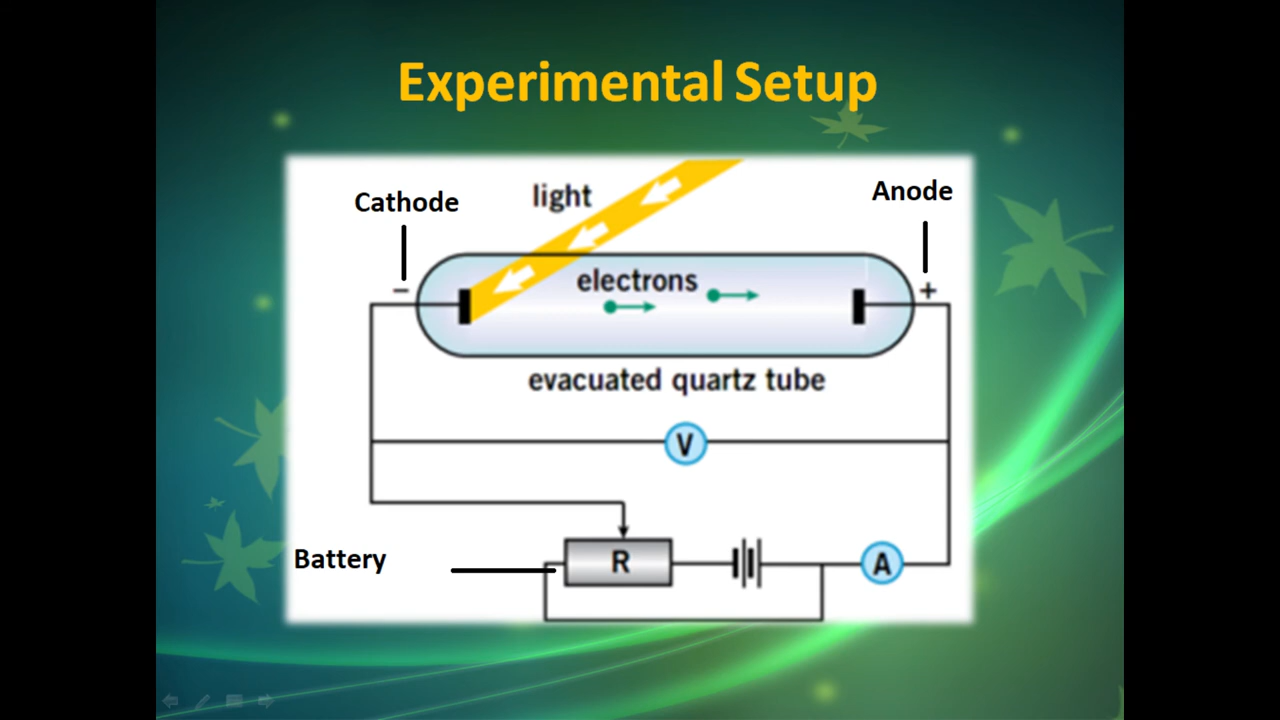 Experimental Setup
Cathode
light
Anode
electrons
− +
evacuated quartz tube
V
Battery
R
A